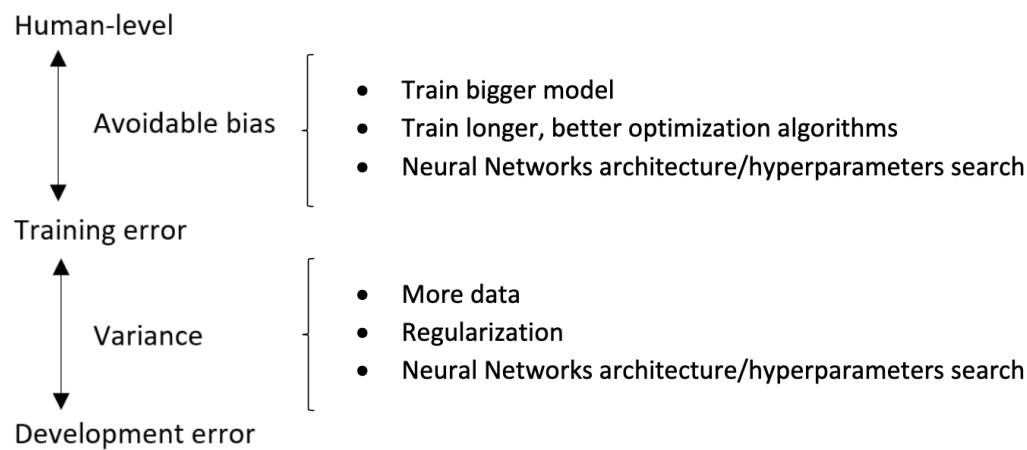 Human-level
Avoidable bias
• Train bigger model
• Train longer, better optimization algorithms
• Neural Networks architecture/hyperparameters search
Training error
Variance
• More data
• Regularization
• Neural Networks architecture/hyperparameters search
Development error